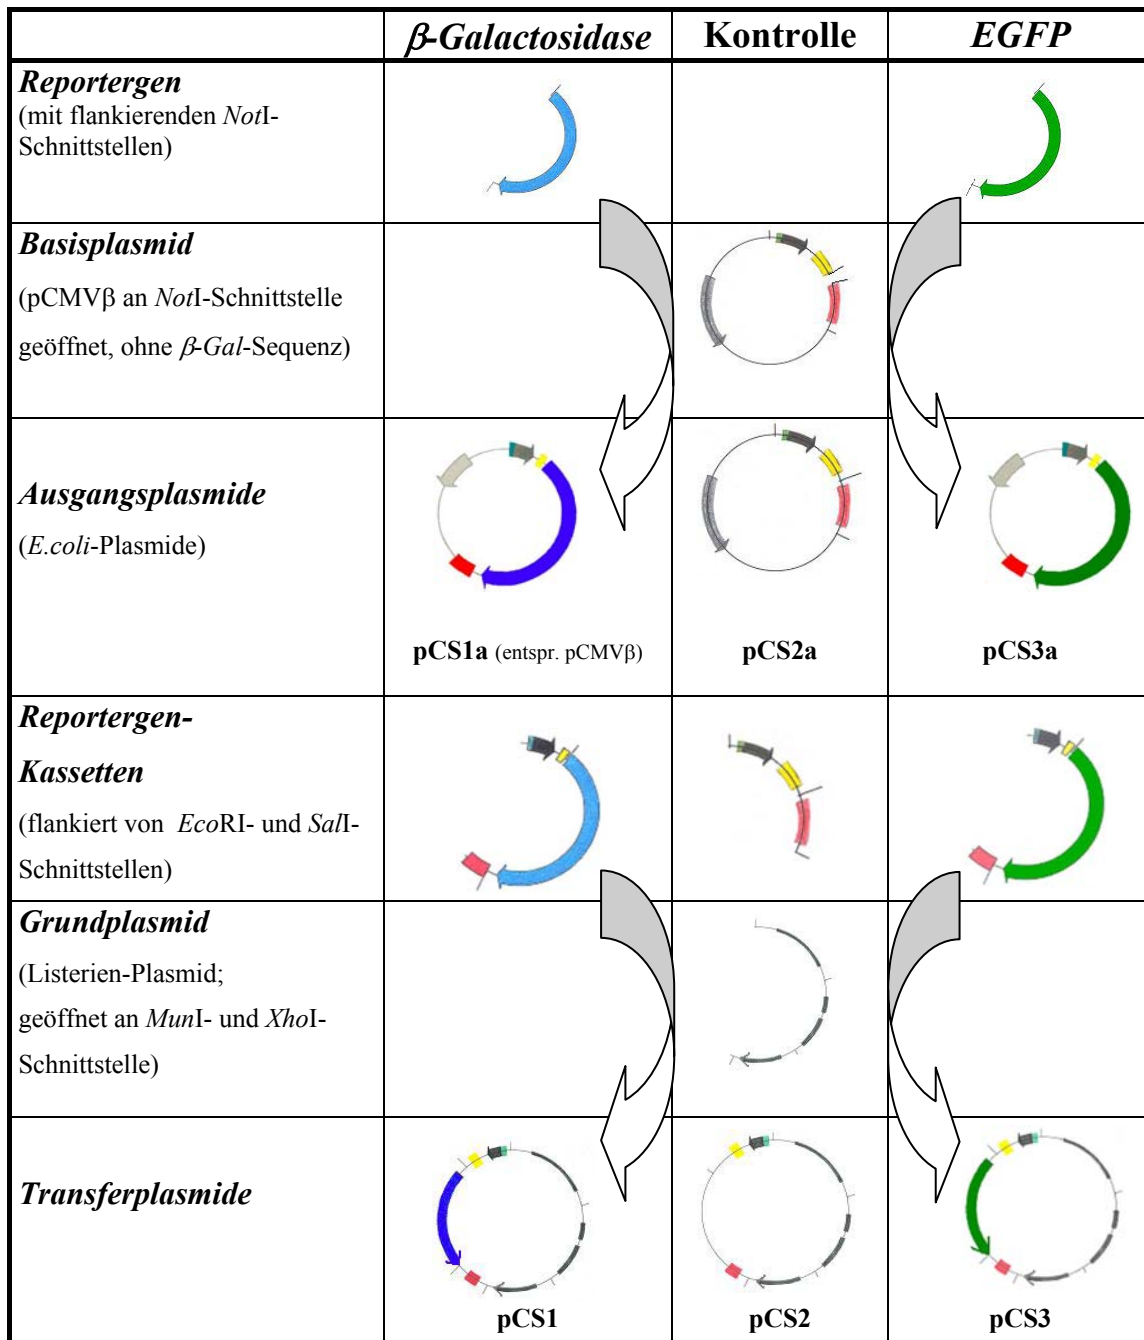 β-Galactosidase Kontrolle EGFP
Reportergen
(mit flankierenden NotI-
Schnittstellen)
Basisplasmid
(pCMVβ an NotI-Schnittstelle
geöffnet, ohne β-Gal-Sequenz)
Ausgangsplasmide
(E.coli-Plasmide)
pCS1a (entspr. pCMVβ) pCS2a pCS3a
Reportergen-
Kassetten
(flankiert von EcoRI- und SalI-
Schnittstellen)
Grundplasmid
(Listerien-Plasmid;
geöffnet an MunI- und XhoI-
Schnittstelle)
Transferplasmide
pCS1 pCS2 pCS3